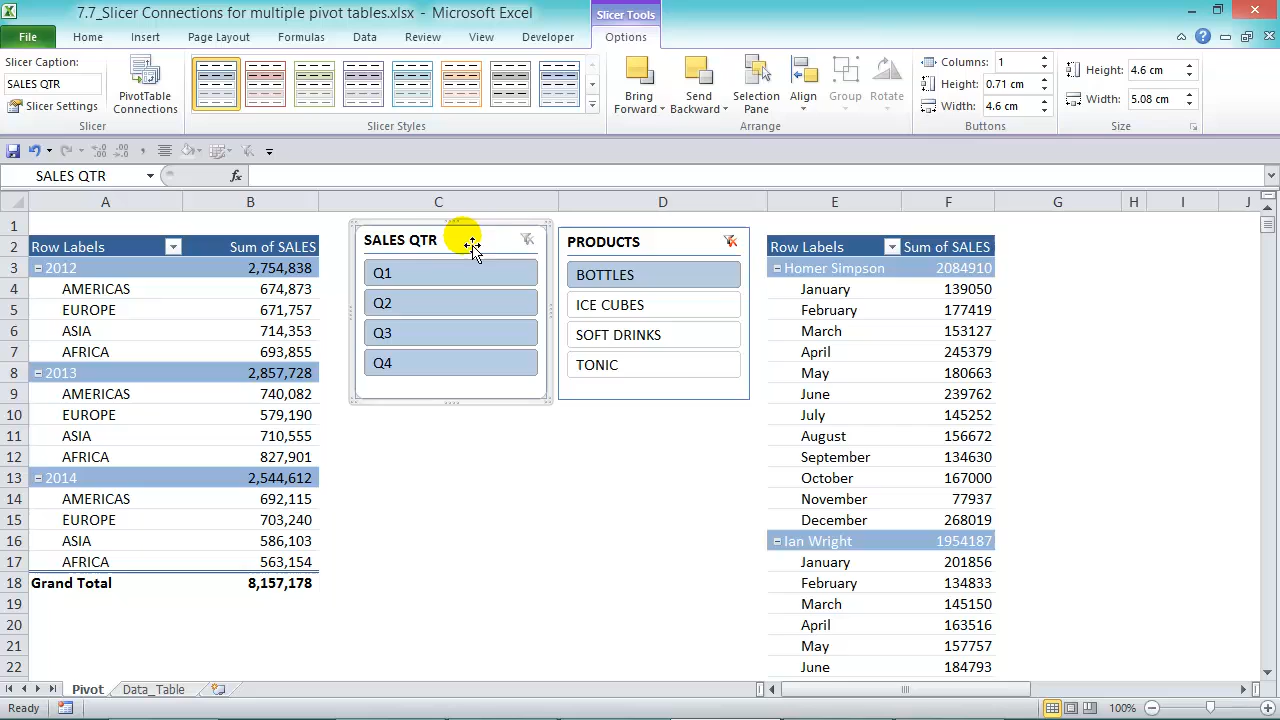 7.7_Slicer Connections for multiple pivot tables.xlsx - Microsoft Excel
Slicer Tools
File Home Insert Page Layout Formulas Data Review View Developer Options
Slicer Caption:
SALES QTR
Slicer Settings
PivotTable
Connections
Slicer
Slicer Styles
Bring
Forward
Send
Backward
Selection
Pane
Align
Group
Rotate
Arrange
Columns: 1
Height: 0.71 cm
Width: 4.6 cm
Buttons
Height: 4.6 cm
Width: 5.08 cm
Size
SALES QTR fx
A B C D E F G H I J
1
2 Row Labels Sum of SALES
3 2012 2,754,838
4 AMERICAS 674,873
5 EUROPE 671,757
6 ASIA 714,353
7 AFRICA 693,855
8 2013 2,857,728
9 AMERICAS 740,082
10 EUROPE 579,190
11 ASIA 710,555
12 AFRICA 827,901
13 2014 2,544,612
14 AMERICAS 692,115
15 EUROPE 703,240
16 ASIA 586,103
17 AFRICA 563,154
18 Grand Total 8,157,178
19
20
21
22
SALES QTR
Q1
Q2
Q3
Q4
PRODUCTS
BOTTLES
ICE CUBES
SOFT DRINKS
TONIC
Row Labels Sum of SALES
Homer Simpson 2084910
January 139050
February 177419
March 153127
April 245379
May 180663
June 239762
July 145252
August 156672
September 134630
October 167000
November 77937
December 268019
Ian Wright 1954187
January 201856
February 134833
March 145150
April 163516
May 157757
June 184793
Pivot Data_Table
Ready 100%